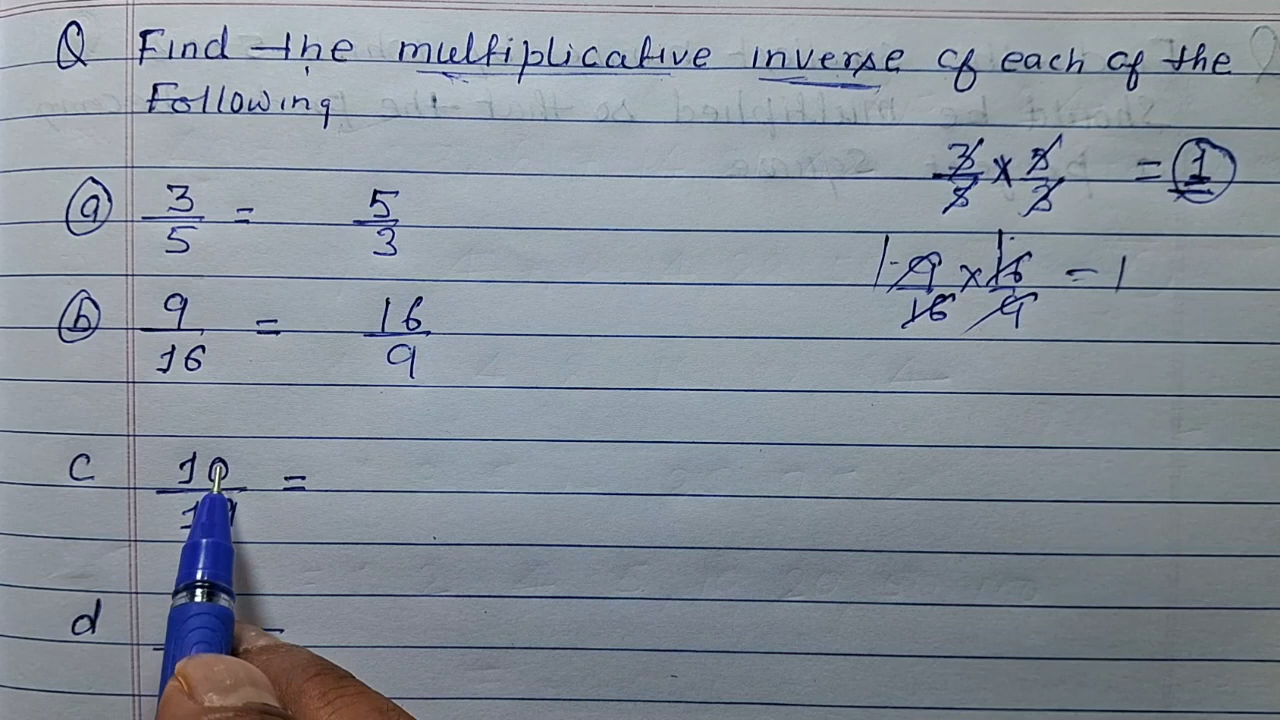 Q Find the multiplicative inverse of each of the
Following
3/5 × 5/3 = 1
a 3/5 = 5/3
9/16 × 16/9 = 1
b 9/16 = 16/9
c 10 =
d